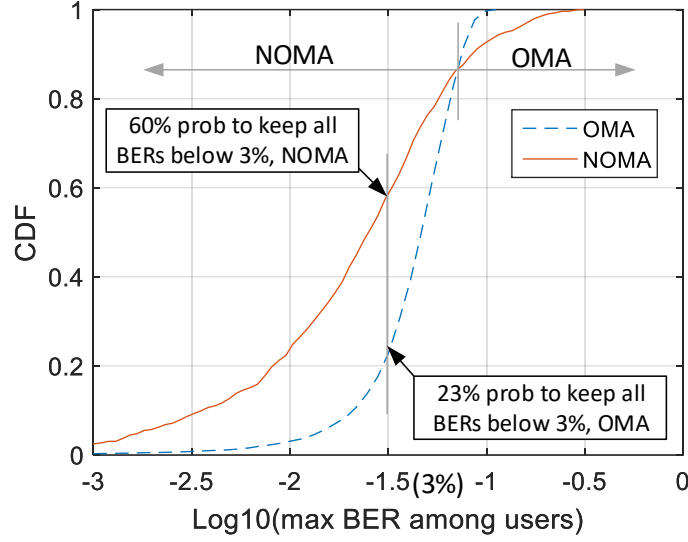 1
NOMA
OMA
0.8
60% prob to keep all
BERs below 3%, NOMA
OMA
NOMA
0.6
CDF
0.4
0.2
23% prob to keep all
BERs below 3%, OMA
0
-3
-2.5
-2
-1.5(3%)
-1
-0.5
0
Log10(max BER among users)